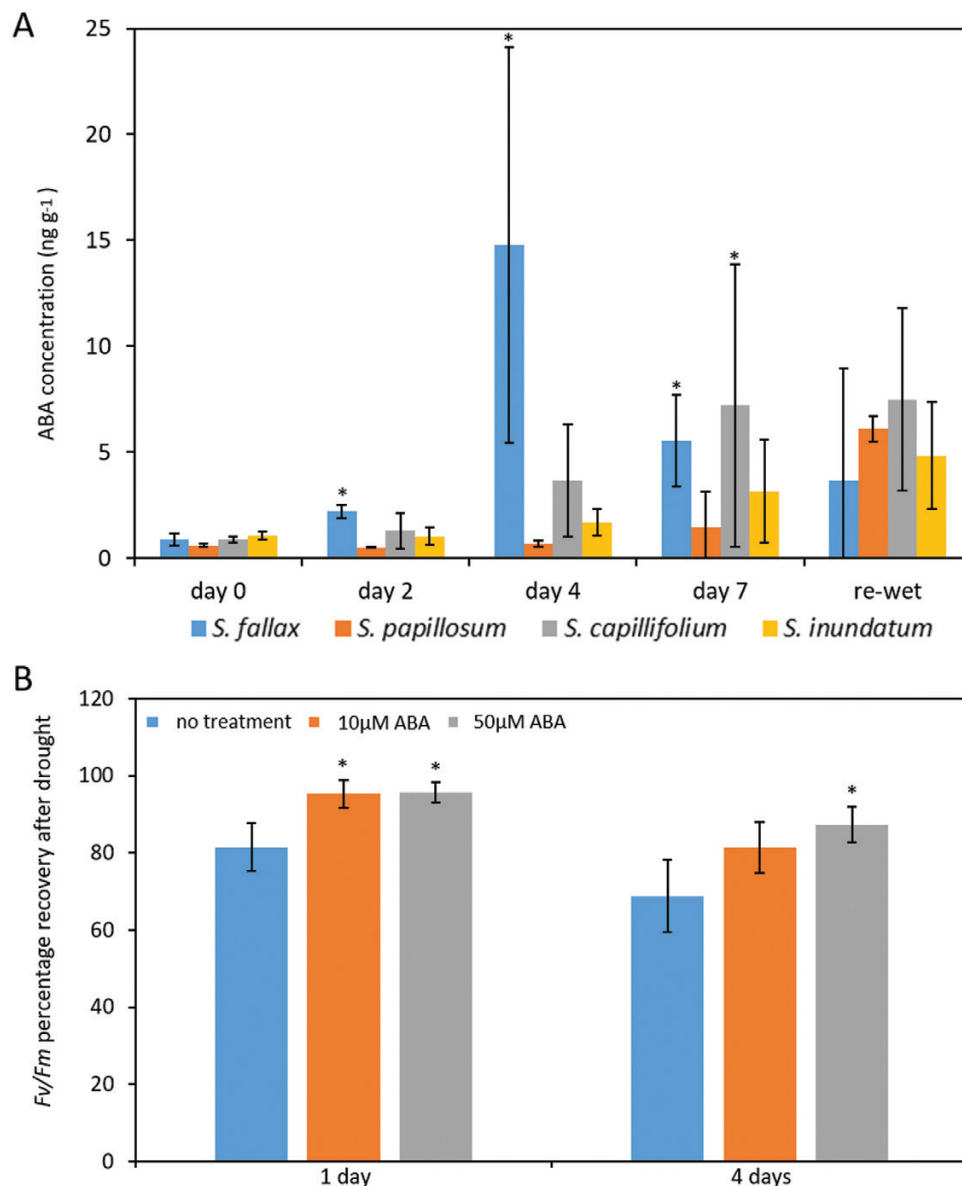 A
25
20
15
10
5
0
ABA concentration (ng g-1 )
*
*
*
*
day 0 day 2 day 4 day 7 re-wet
S. fallax S. papillosum S. capillifolium S. inundatum
B
120
100
80
60
40
20
0
Fv/Fm percentage recovery after drought
no treatment 10µM ABA 50µM ABA
* * *
1 day 4 days